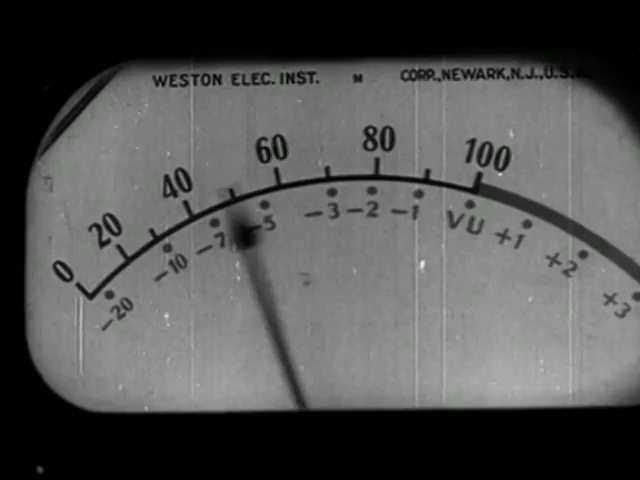 WESTON ELEC. INST. M CORP., NEWARK, N.J., U.S.A.
0 20 40 60 80 100
-20 -10 -7 -5 -3 -2 -1 VU +1 +2 +3